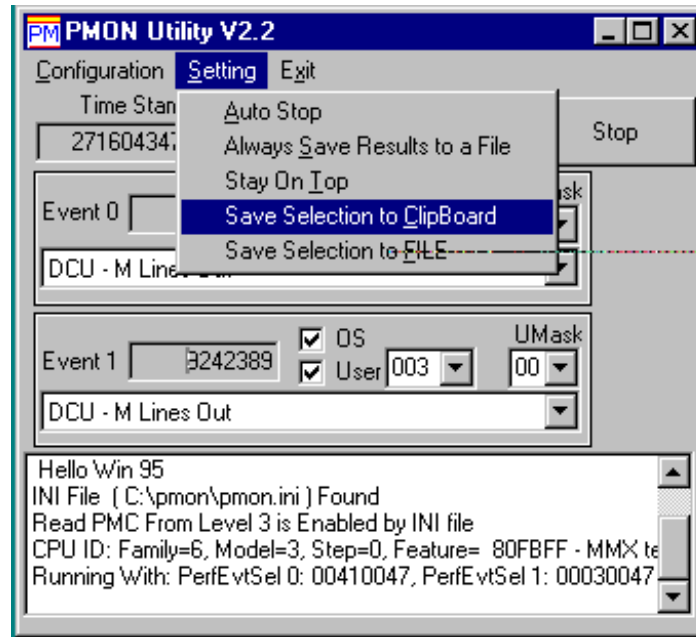 PM PMON Utility V2.2
Configuration Setting Exit
Time Stan
271604347
Stop
Auto Stop
Always Save Results to a File
Stay On Top
Save Selection to ClipBoard
Save Selection to FILE
Event 0
DCU - M Lines Out
OS
UMask
Event 1
9242389
User
003
00
DCU - M Lines Out
Hello Win 95
INI File ( C:\pmon\pmon.ini ) Found
Read PMC From Level 3 is Enabled by INI file
CPU ID: Family=6, Model=3, Step=0, Feature= 80FBFF - MMX te
Running With: PerfEvtSel 0: 00410047, PerfEvtSel 1: 00030047